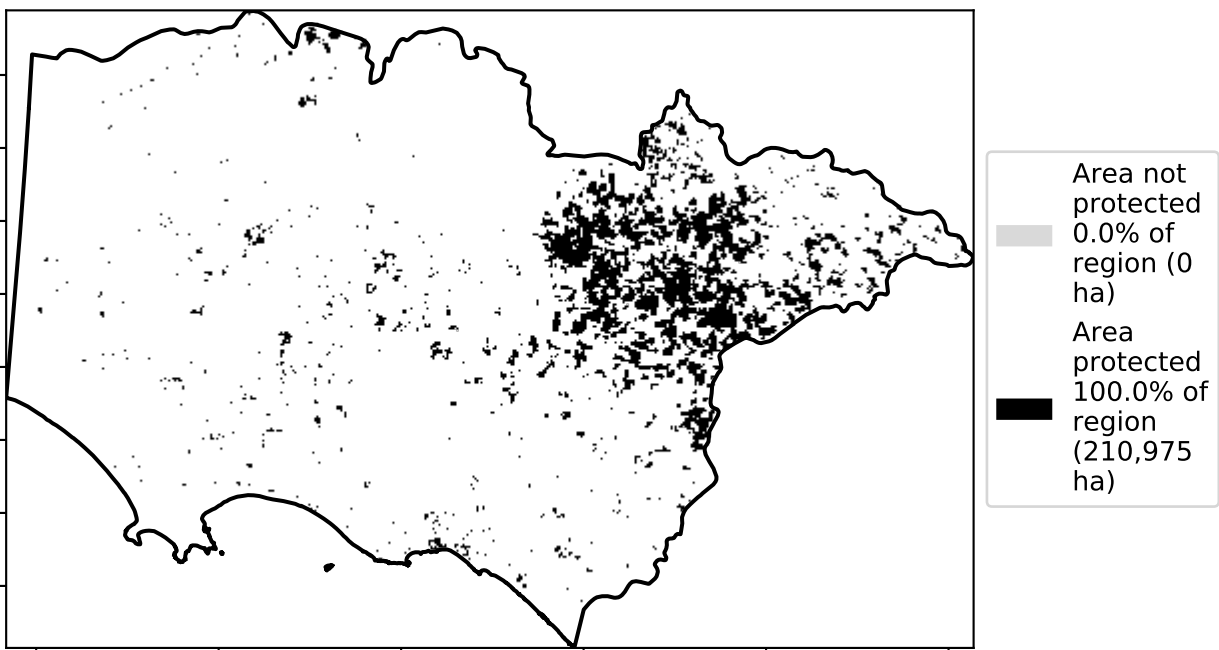 Area not
protected
0.0% of
region (0
ha)
Area
protected
100.0% of
region
(210,975
ha)